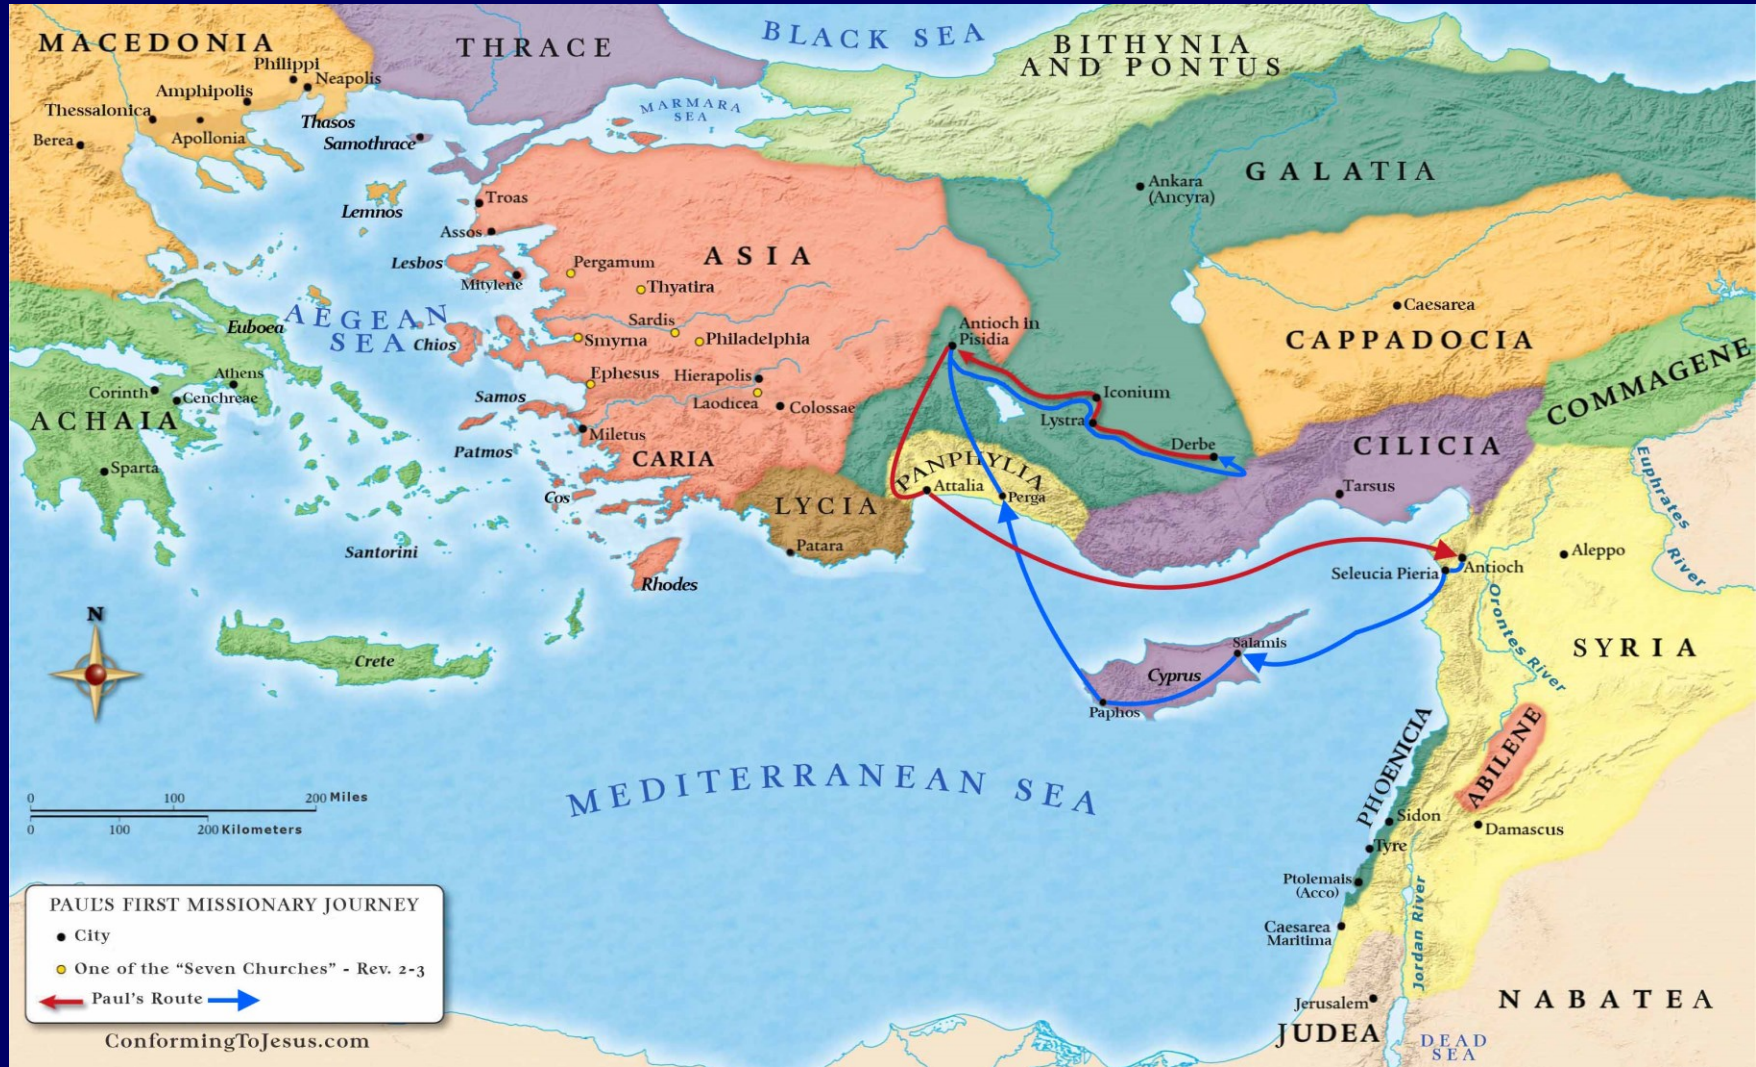 MACEDONIA
THRACE
BLACK SEA
BITHYNIA
AND PONTUS
Philippi
Neapolis
Amphipolis
Thessalonica
Apollonia
Berea
Thasos
Samothrace
MARMARA
SEA
GALATIA
Ankara
(Ancyra)
Troas
Lemnos
Assos
ASIA
Lesbos
Mitylene
Pergamum
Thyatira
CAPPADOCIA
Caesarea
COMMAGENE
AEGEAN
SEA
Euboea
Chios
Sardis
Smyrna
Philadelphia
Antioch in
Pisidia
Ephesus
Hierapolis
Laodicea
Colossae
Iconium
Lystra
Derbe
Athens
Corinth
Cenchreae
ACHAIA
Sparta
Samos
Patmos
Miletus
CARIA
Cos
Santorini
LYCIA
Patara
PANPHYLIA
Attalia
Perga
CILICIA
Tarsus
Euphrates
River
Rhodes
Seleucia Pieria
Antioch
Aleppo
Orontes River
SYRIA
N
Crete
Salamis
Cyprus
Paphos
MEDITERRANEAN SEA
PHOENICIA
ABILENE
Sidon
Damascus
Tyre
Ptolemais
(Acco)
Caesarea
Maritima
Jordan River
Jerusalem
JUDEA
DEAD
SEA
NABATEA
0 100 200 Miles
0 100 200 Kilometers
PAUL'S FIRST MISSIONARY JOURNEY
City
One of the "Seven Churches" - Rev. 2-3
Paul's Route
ConformingToJesus.com